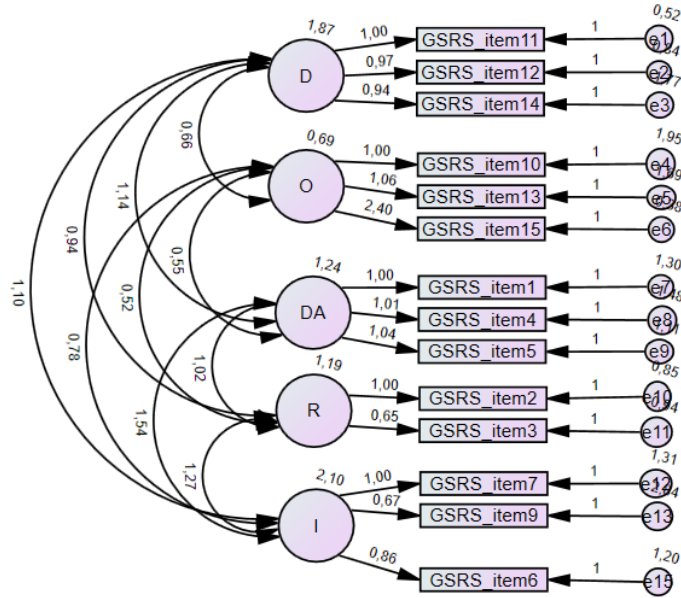 0,52
1,87
1,00
GSRS_item11
1
e1
D
0,97
GSRS_item12
1
e2
0,94
GSRS_item14
1
e3
0,66
0,69
1,95
1,00
GSRS_item10
1
e4
O
1,06
GSRS_item13
1
e5
2,40
GSRS_item15
1
e6
1,14
0,94
0,55
1,24
1,30
1,00
GSRS_item1
1
e7
DA
1,01
GSRS_item4
1
e8
1,04
GSRS_item5
1
e9
1,10
0,52
0,78
1,02
1,19
0,85
1,00
GSRS_item2
1
e10
R
0,65
GSRS_item3
1
e11
1,54
1,27
2,10
1,31
1,00
GSRS_item7
1
e12
0,67
GSRS_item9
1
e13
I
0,86
1,20
GSRS_item6
1
e15